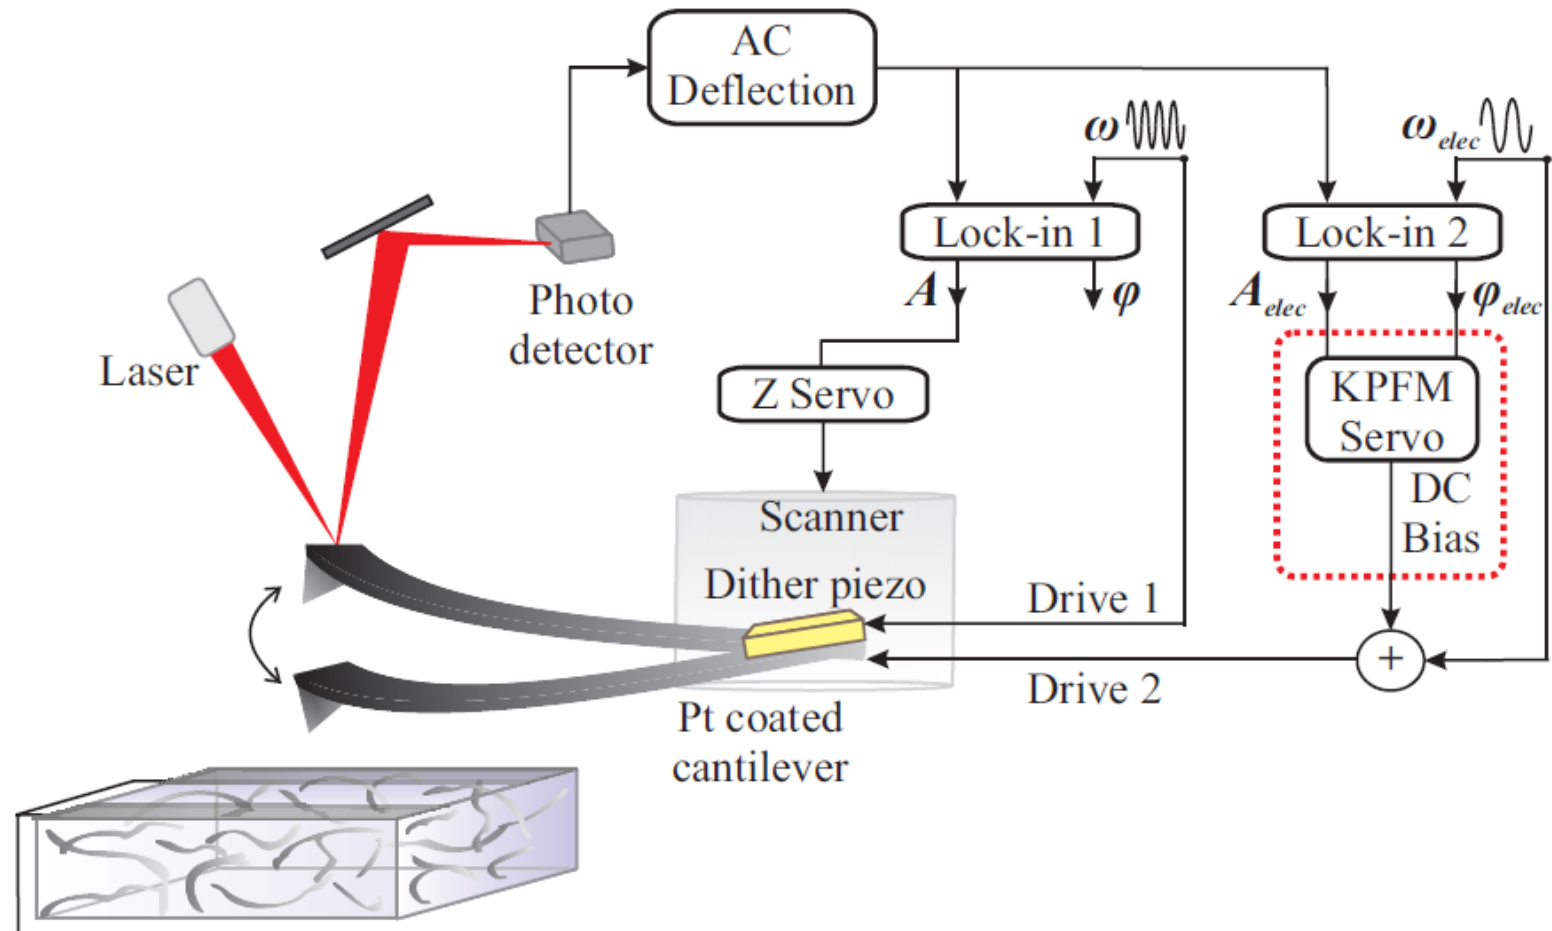 AC
Deflection
ω
ω elec
Lock-in 1
Lock-in 2
A
φ
A elec
φ elec
Photo
detector
Laser
Z Servo
KPFM
Servo
DC
Bias
Scanner
Dither piezo
Drive 1
+
Drive 2
Pt coated
cantilever